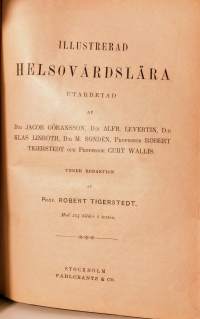 ILLUSTRERAD
HELSOVÅRDSLÄRA
UTARBETAD
AF
D:R JACOB GÖRANSSON, D:R ALFR. LEVERTIN, D:R
KLAS LINROTH, D:R M. SONDÉN, PROFESSOR ROBERT
TIGERSTEDT OCH PROFESSOR CURT WALLIS.
UNDER REDAKTION
AF
PROF. ROBERT TIGERSTEDT.
Med 124 bilder i texten.
STOCKHOLM
FAHLCRANTZ & C:O.